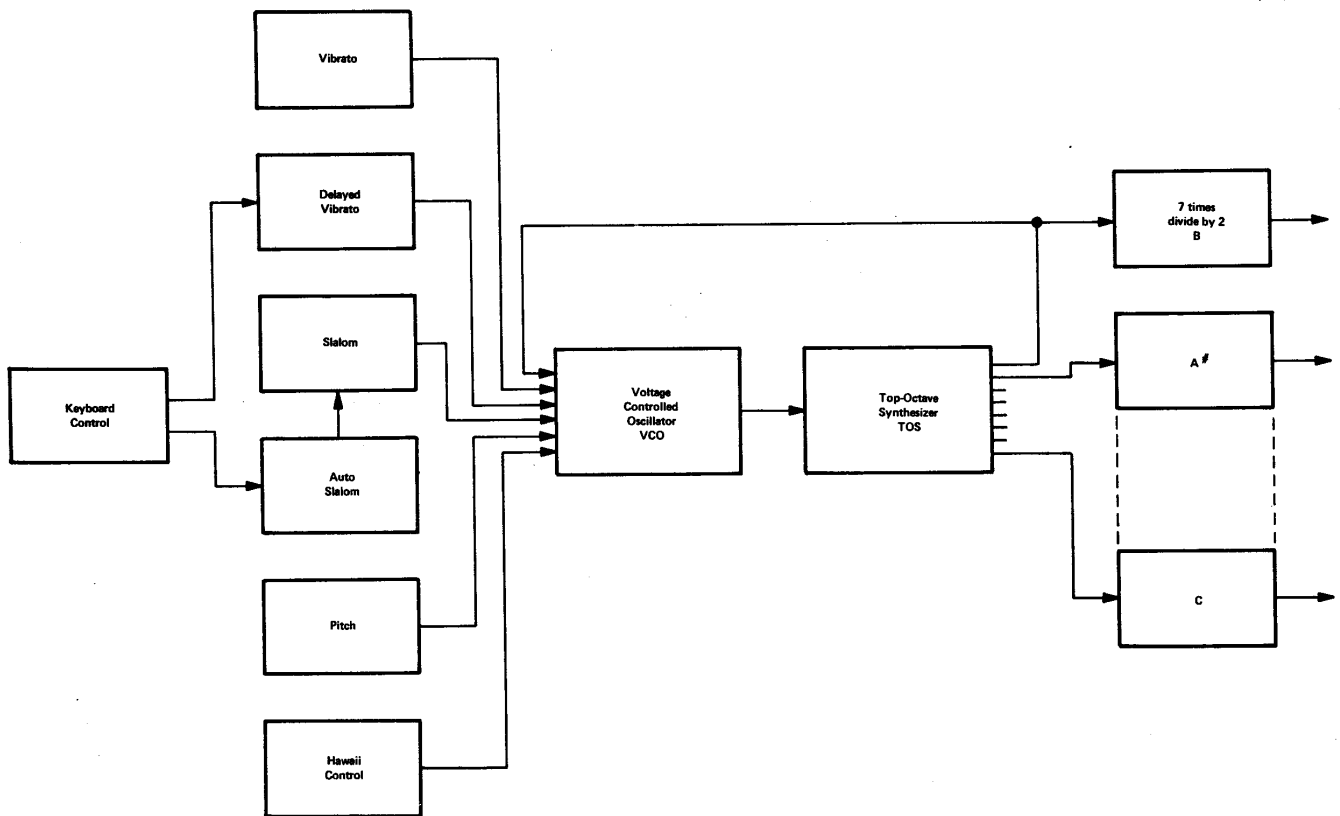 Vibrato
Delayed
Vibrato
Slalom
Keyboard
Control
Auto
Slalom
Pitch
Hawaii
Control
Voltage
Controlled
Oscillator
VCO
Top-Octave
Synthesizer
TOS
7 times
divide by 2
B
A#
C